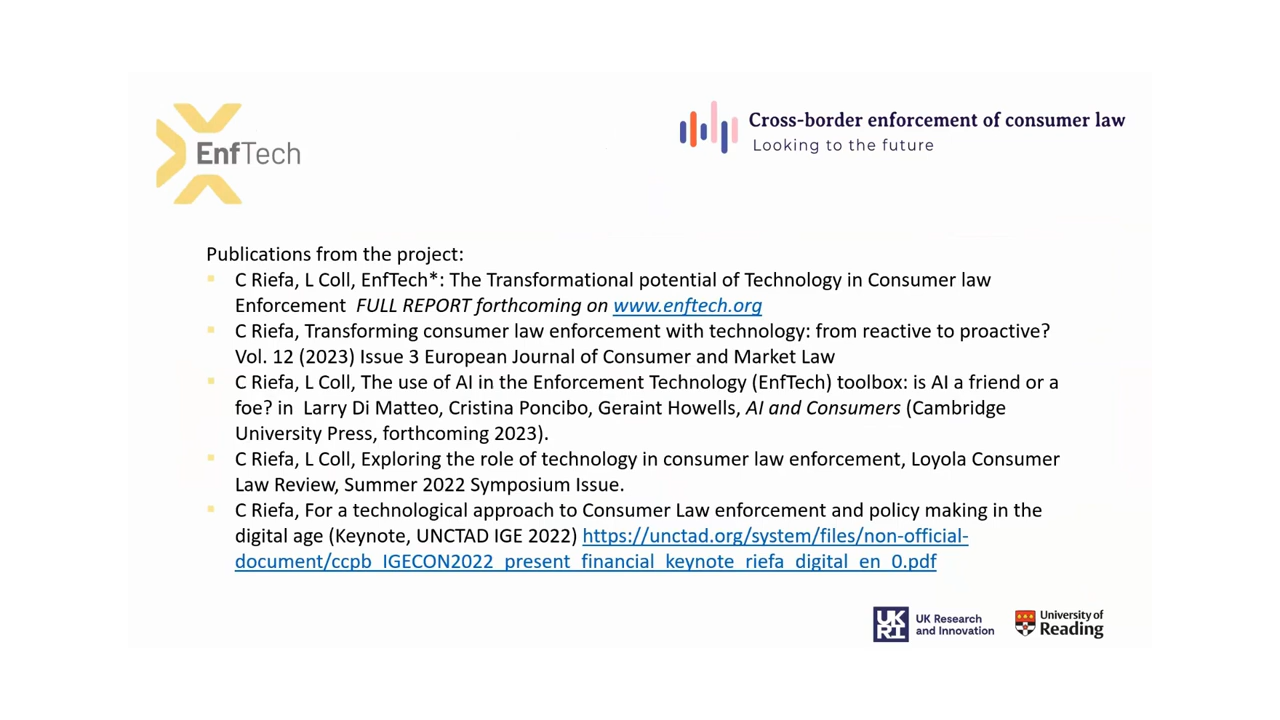 EnfTech
Cross-border enforcement of consumer law
Looking to the future
Publications from the project:
C Riefa, L Coll, EnfTech*: The Transformational potential of Technology in Consumer law
Enforcement FULL REPORT forthcoming on www.enftech.org
C Riefa, Transforming consumer law enforcement with technology: from reactive to proactive?
Vol. 12 (2023) Issue 3 European Journal of Consumer and Market Law
C Riefa, L Coll, The use of AI in the Enforcement Technology (EnfTech) toolbox: is AI a friend or a
foe? in Larry Di Matteo, Cristina Poncibo, Geraint Howells, AI and Consumers (Cambridge
University Press, forthcoming 2023).
C Riefa, L Coll, Exploring the role of technology in consumer law enforcement, Loyola Consumer
Law Review, Summer 2022 Symposium Issue.
C Riefa, For a technological approach to Consumer Law enforcement and policy making in the
digital age (Keynote, UNCTAD IGE 2022) https://unctad.org/system/files/non-official-
document/ccpb_IGECON2022_present_financial_keynote_riefa_digital_en_0.pdf
UK
RI
UK Research
and Innovation
University of
Reading